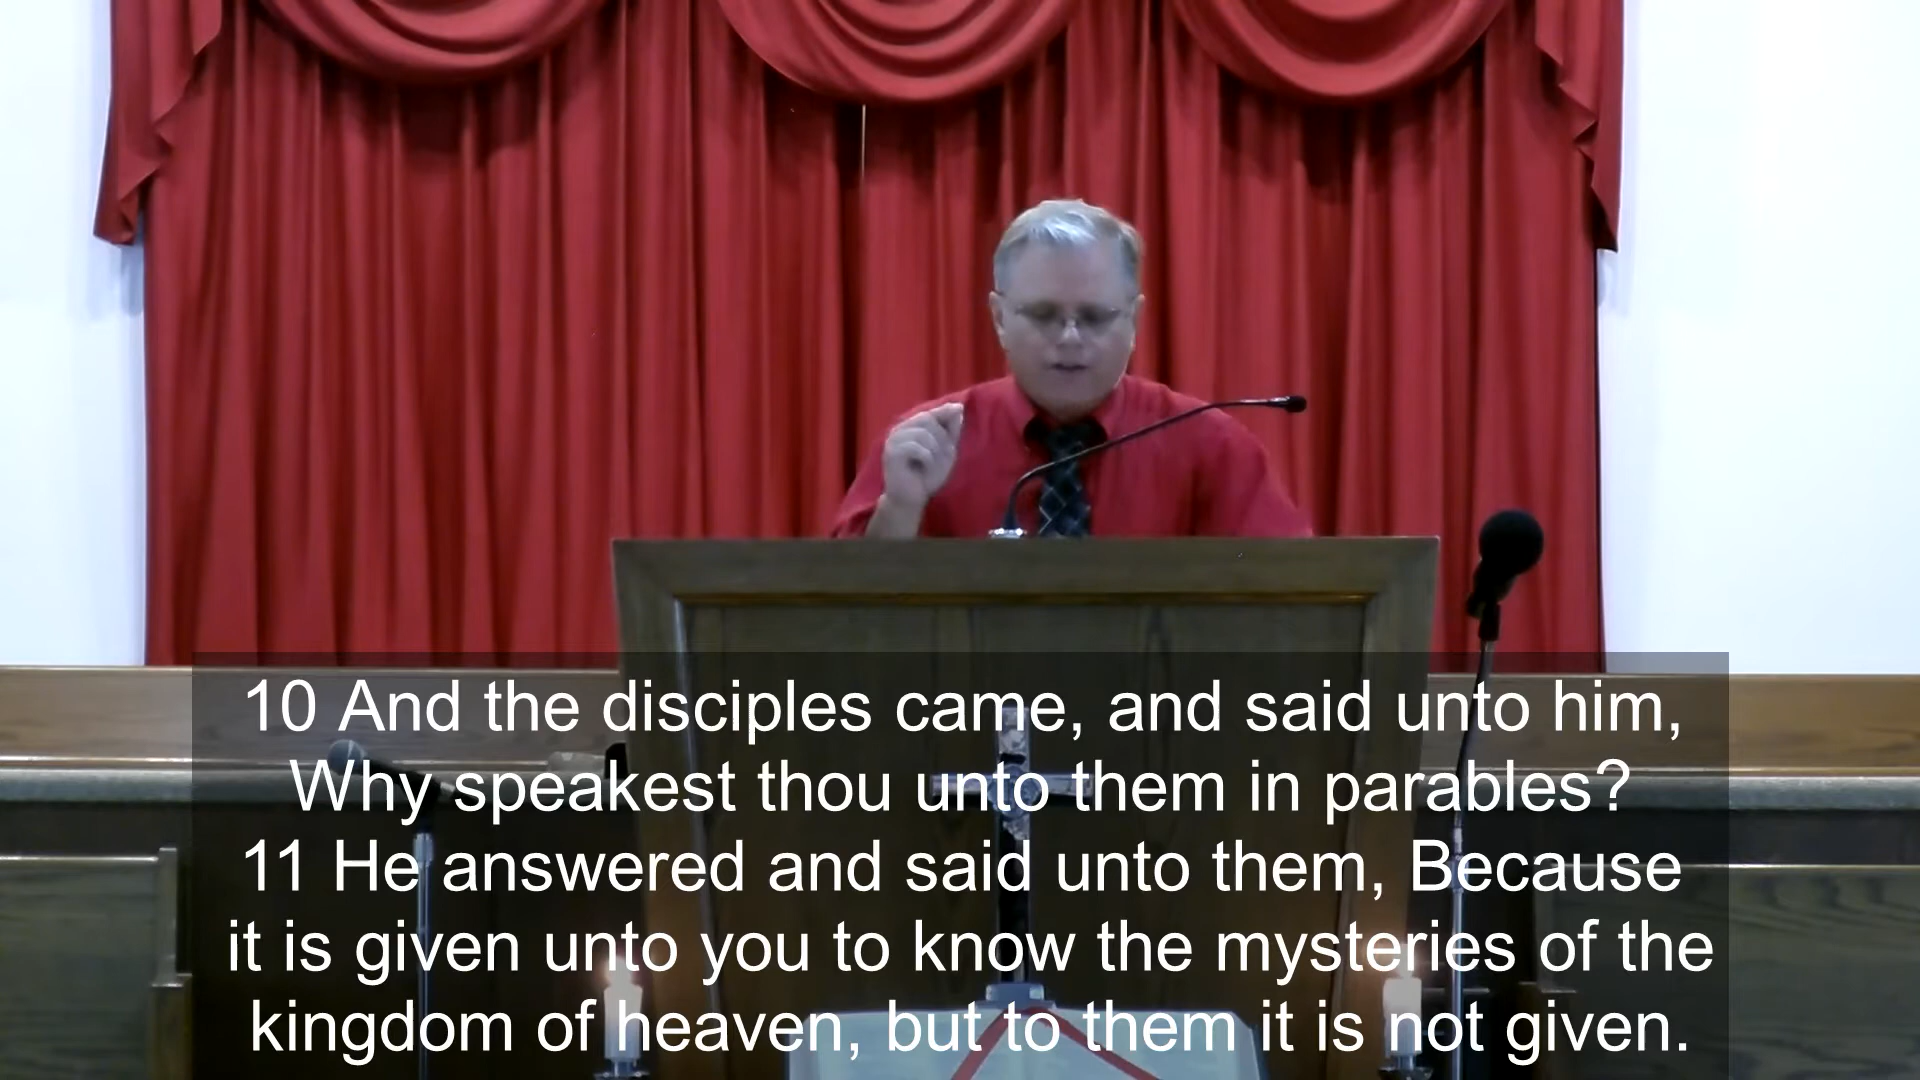 10 And the disciples came, and said unto him,
Why speakest thou unto them in parables?
11 He answered and said unto them, Because
it is given unto you to know the mysteries of the
kingdom of heaven, but to them it is not given.